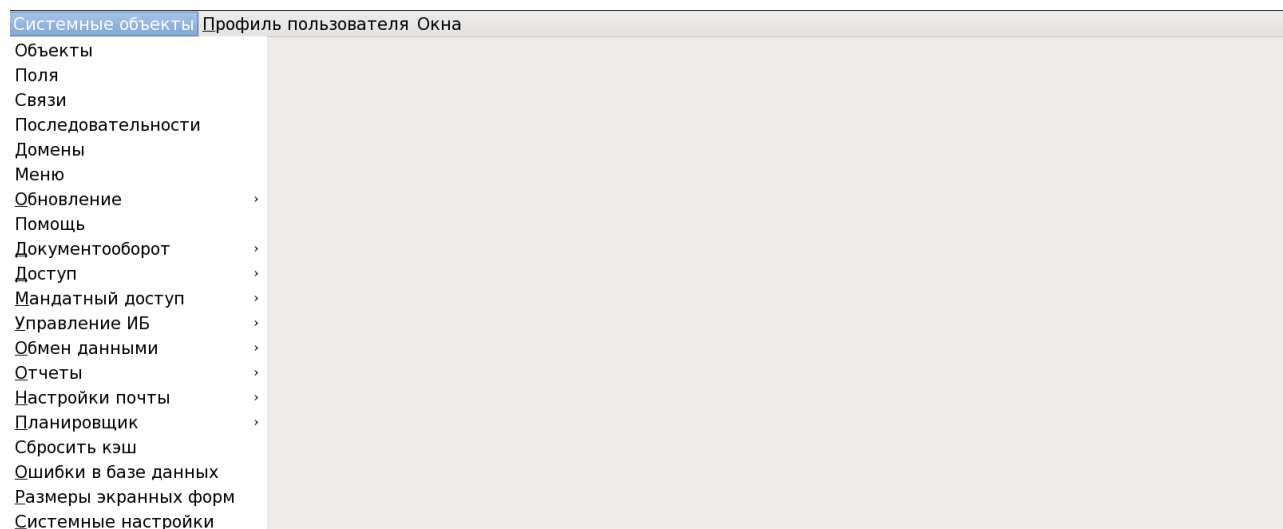 Системные объекты Профиль пользователя Окна
Объекты
Поля
Связи
Последовательности
Домены
Меню
Обновление ›
Помощь
Документооборот ›
Доступ ›
Мандатный доступ ›
Управление ИБ ›
Обмен данными ›
Отчеты ›
Настройки почты ›
Планировщик ›
Сбросить кэш
Ошибки в базе данных
Размеры экранных форм
Системные настройки